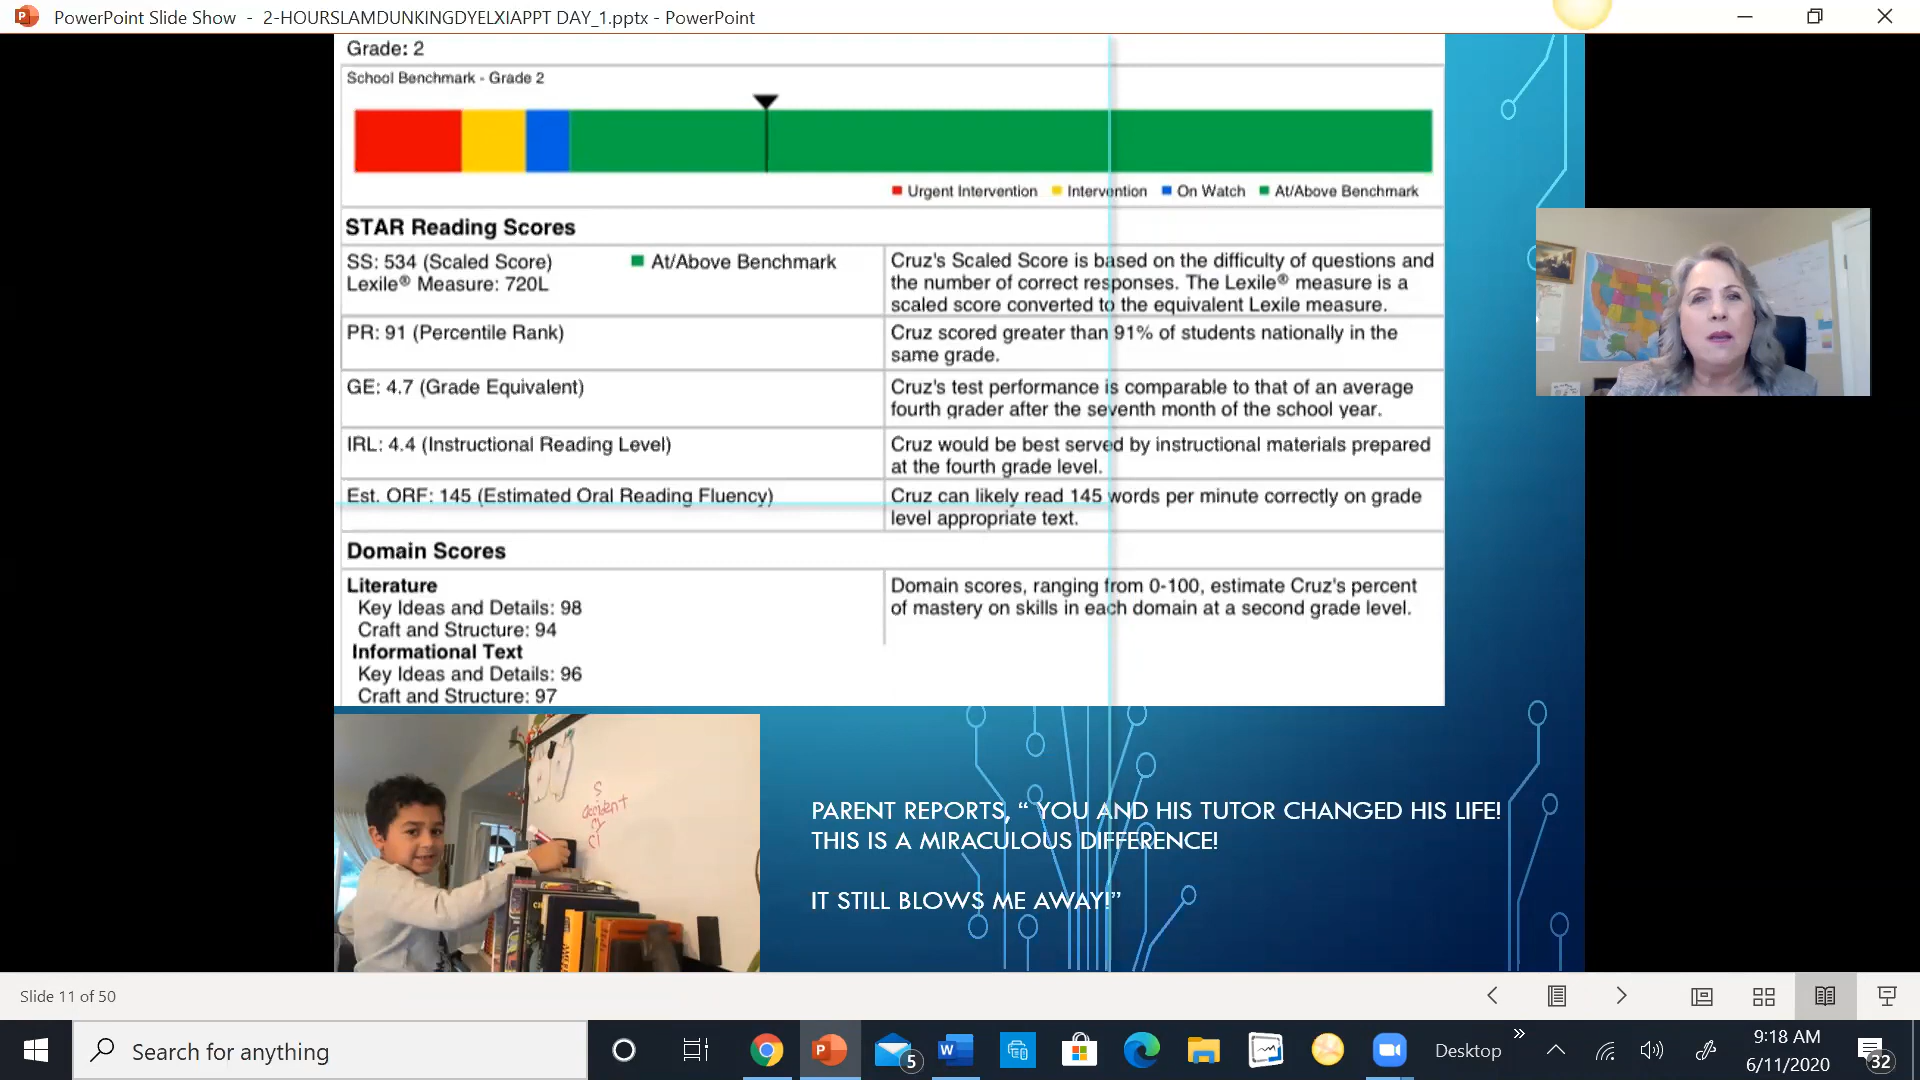 PowerPoint Slide Show - 2-HOURSLAMDUNKINGDYELXIAPPT DAY_1.pptx - PowerPoint
Grade: 2
School Benchmark - Grade 2
Urgent Intervention Intervention On Watch At/Above Benchmark
STAR Reading Scores
SS: 534 (Scaled Score) At/Above Benchmark
Lexile® Measure: 720L
Cruz's Scaled Score is based on the difficulty of questions and
the number of correct responses. The Lexile® measure is a
scaled score converted to the equivalent Lexile measure.
PR: 91 (Percentile Rank)
Cruz scored greater than 91% of students nationally in the
same grade.
GE: 4.7 (Grade Equivalent)
Cruz's test performance is comparable to that of an average
fourth grader after the seventh month of the school year.
IRL: 4.4 (Instructional Reading Level)
Cruz would be best served by instructional materials prepared
at the fourth grade level.
Est. ORF: 145 (Estimated Oral Reading Fluency)
Cruz can likely read 145 words per minute correctly on grade
level appropriate text.
Domain Scores
Literature
Key Ideas and Details: 98
Craft and Structure: 94
Informational Text
Key Ideas and Details: 96
Craft and Structure: 97
Domain scores, ranging from 0-100, estimate Cruz's percent
of mastery on skills in each domain at a second grade level.
S
accident
Ci
PARENT REPORTS, “ YOU AND HIS TUTOR CHANGED HIS LIFE!
THIS IS A MIRACULOUS DIFFERENCE!
IT STILL BLOWS ME AWAY!”
Slide 11 of 50
Search for anything
5
Desktop
9:18 AM
6/11/2020
32